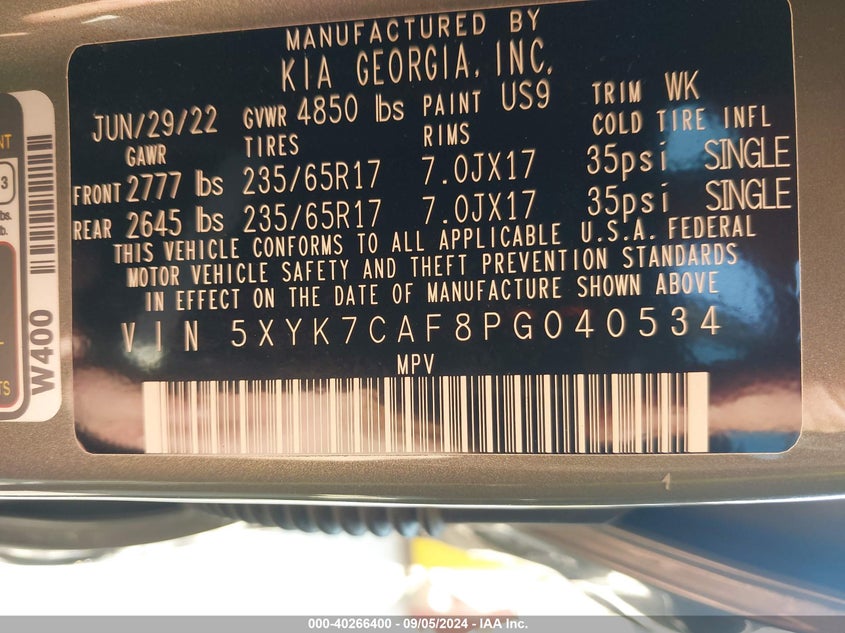 MANUFACTURED BY
KIA GEORGIA, INC.
JUN/29/22 GVWR 4850 lbs PAINT US9 TRIM WK
GAWR TIRES RIMS COLD TIRE INFL
FRONT 2777 lbs 235/65R17 7.0JX17 35psi SINGLE
REAR 2645 lbs 235/65R17 7.0JX17 35psi SINGLE
THIS VEHICLE CONFORMS TO ALL APPLICABLE U.S.A. FEDERAL
MOTOR VEHICLE SAFETY AND THEFT PREVENTION STANDARDS
IN EFFECT ON THE DATE OF MANUFACTURE SHOWN ABOVE
VIN 5XYK7CAF8PG040534
MPV
W400
3
1
000-40266400 - 09/05/2024 - IAA Inc.